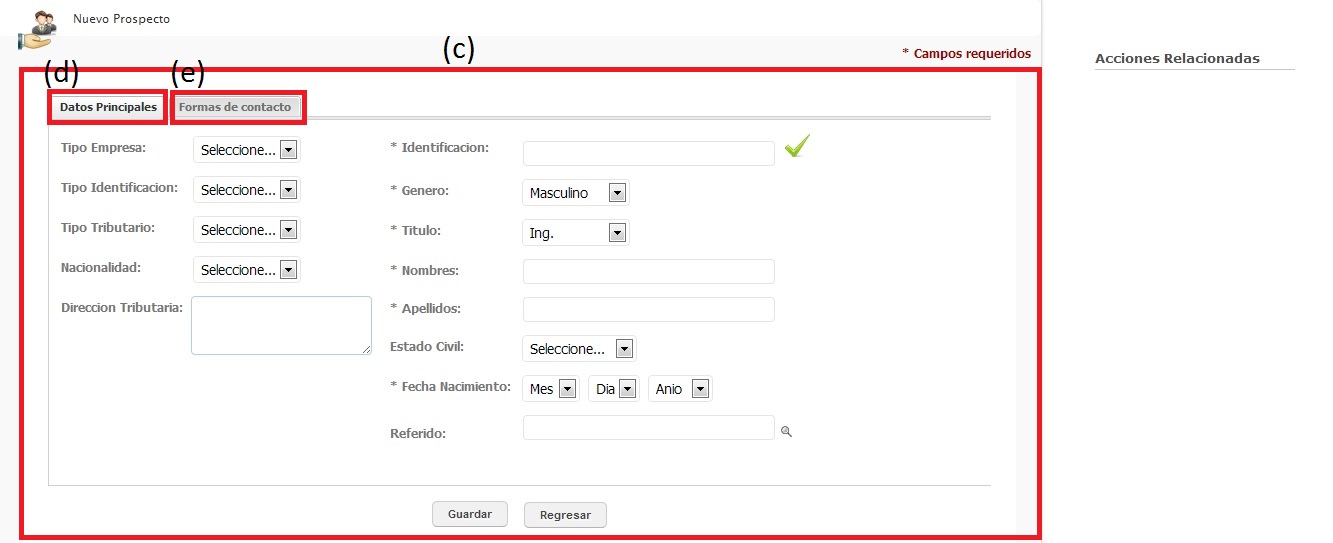 Nuevo Prospecto
(c)
* Campos requeridos
Acciones Relacionadas
(d) (e)
Datos Principales Formas de contacto
Tipo Empresa: Seleccione... * Identificacion:
Tipo Identificacion: Seleccione... * Genero: Masculino
Tipo Tributario: Seleccione... * Titulo: Ing.
Nacionalidad: Seleccione... * Nombres:
Direccion Tributaria: * Apellidos:
Estado Civil: Seleccione...
* Fecha Nacimiento: Mes Dia Anio
Referido:
Guardar Regresar